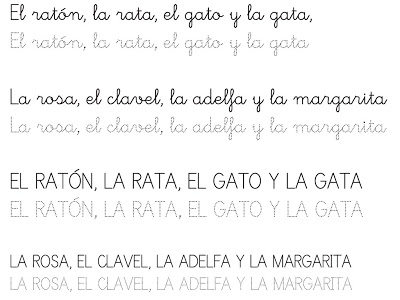 El ratón, la rata, el gato y la gata,
El ratón, la rata, el gato y la gata
La rosa, el clavel, la adelfa y la margarita
La rosa, el clavel, la adelfa y la margarita
EL RATÓN, LA RATA, EL GATO Y LA GATA
EL RATÓN, LA RATA, EL GATO Y LA GATA
LA ROSA, EL CLAVEL, LA ADELFA Y LA MARGARITA
LA ROSA, EL CLAVEL, LA ADELFA Y LA MARGARITA